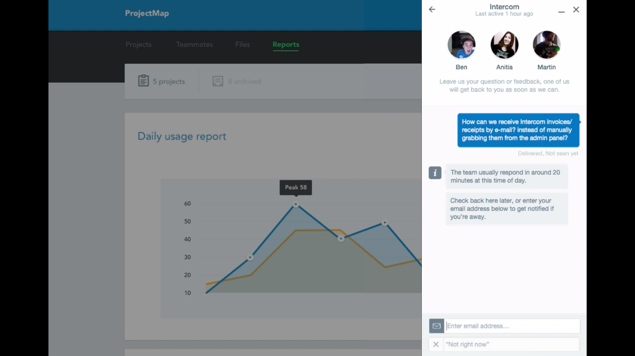 ProjectMap
Projects
Teammates
Files
Reports
5 projects
8 archived
Daily usage report
Peak 58
60
50
40
30
20
10
Intercom
Last active 1 hour ago
Ben
Anitia
Martin
Leave us your question or feedback, one of us
will get back to you as soon as we can.
How can we receive Intercom invoices/
receipts by e-mail? Instead of manually
grabbing them from the admin panel?
Delivered, Not seen yet
The team usually respond in around 20
minutes at this time of day.
Check back here later, or enter your
email address below to get notified if
you're away.
Enter email address...
"Not right now"